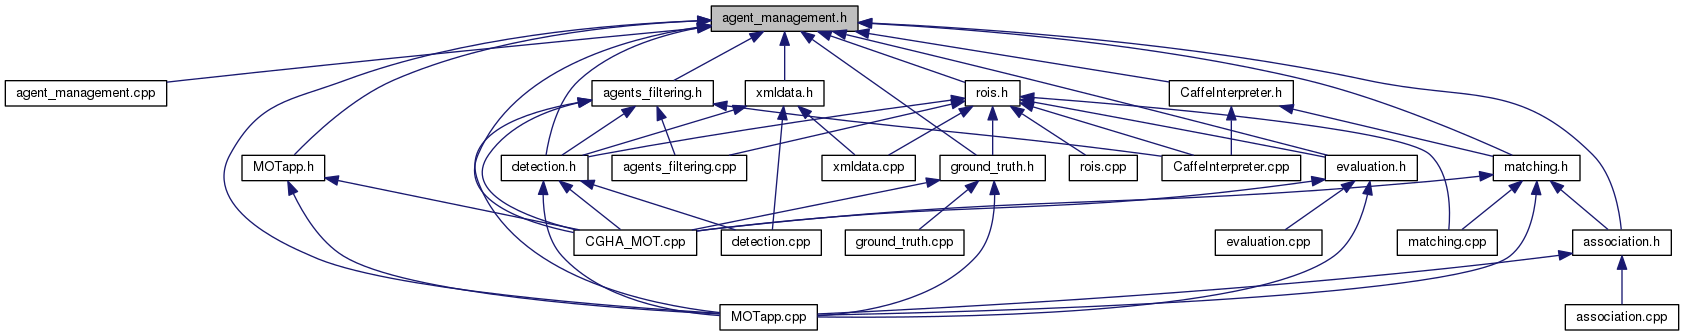 agent_management.h
agent_management.cpp
agents_filtering.h
xmldata.h
rois.h
CaffeInterpreter.h
MOTapp.h
detection.h
agents_filtering.cpp
xmldata.cpp
ground_truth.h
rois.cpp
CaffeInterpreter.cpp
evaluation.h
matching.h
CGHA_MOT.cpp
detection.cpp
ground_truth.cpp
evaluation.cpp
matching.cpp
association.h
MOTapp.cpp
association.cpp